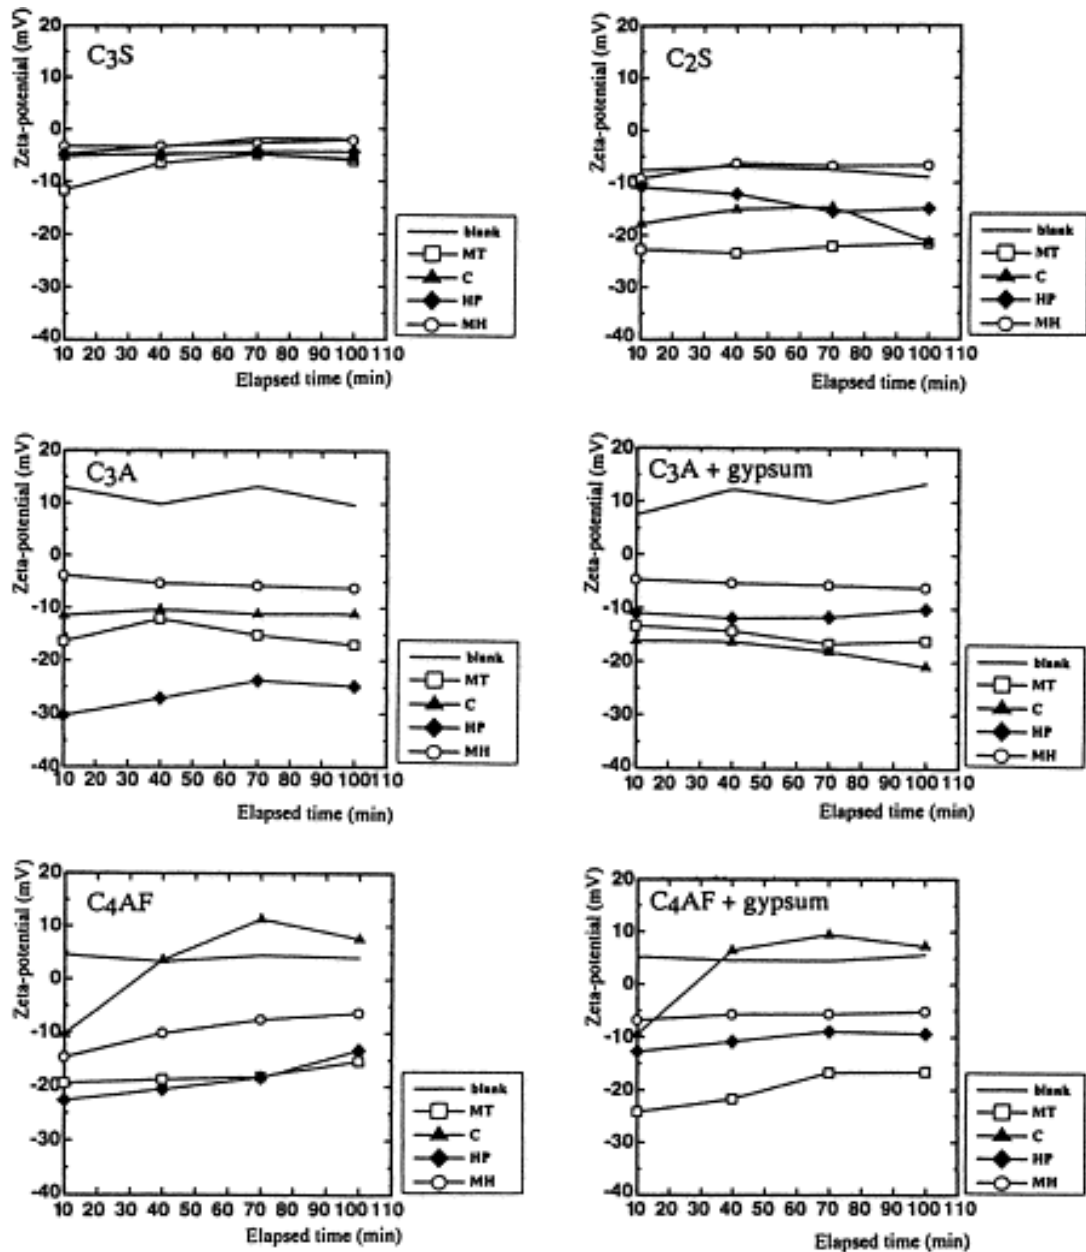 C3S
Zeta-potential (mV)
20
10
0
-10
-20
-30
-40
10 20 30 40 50 60 70 80 90 100 110
Elapsed time (min)
blank
MT
C
HP
MH
C2S
Zeta-potential (mV)
20
10
0
-10
-20
-30
-40
10 20 30 40 50 60 70 80 90 100 110
Elapsed time (min)
blank
MT
C
HP
MH
C3A
Zeta-potential (mV)
20
10
0
-10
-20
-30
-40
10 20 30 40 50 60 70 80 90 100 110
Elapsed time (min)
blank
MT
C
HP
MH
C3A + gypsum
Zeta-potential (mV)
20
10
0
-10
-20
-30
-40
10 20 30 40 50 60 70 80 90 100 110
Elapsed time (min)
blank
MT
C
HP
MH
C4AF
Zeta-potential (mV)
20
10
0
-10
-20
-30
-40
10 20 30 40 50 60 70 80 90 100 110
Elapsed time (min)
blank
MT
C
HP
MH
C4AF + gypsum
Zeta-potential (mV)
20
10
0
-10
-20
-30
-40
10 20 30 40 50 60 70 80 90 100 110
Elapsed time (min)
blank
MT
C
HP
MH